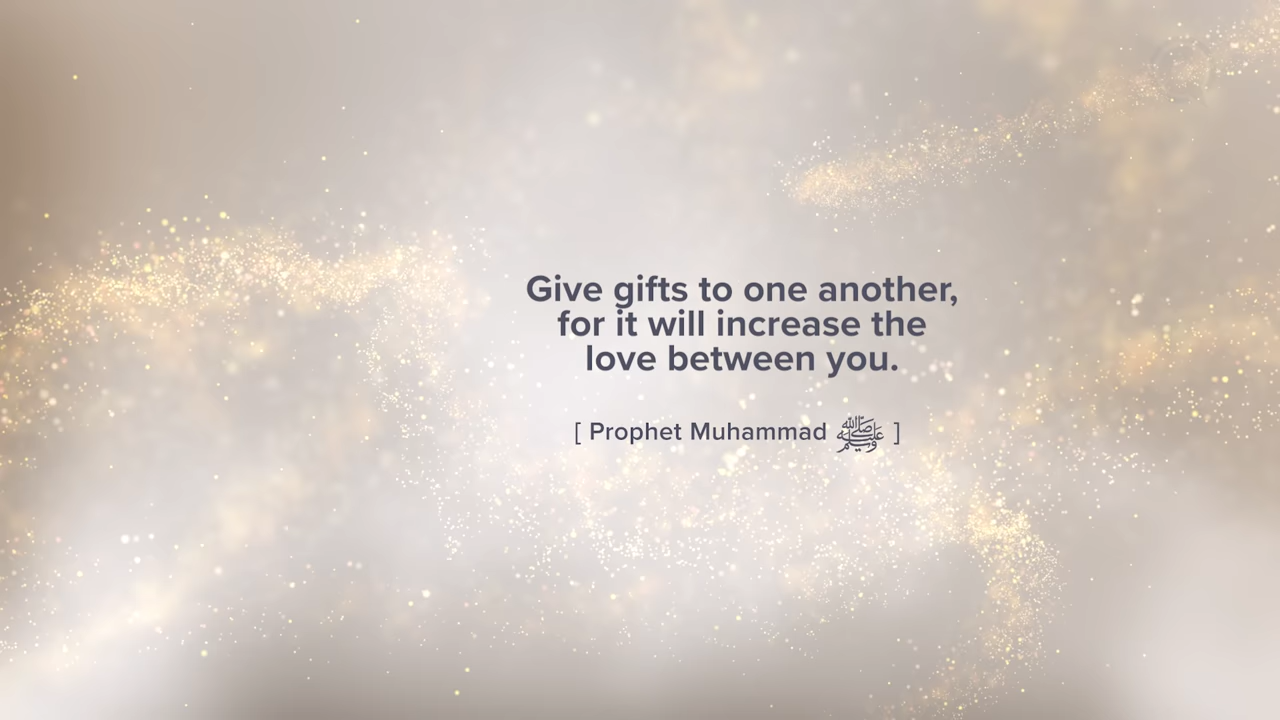 Give gifts to one another,
for it will increase the
love between you.
[ Prophet Muhammad ﷺ ]